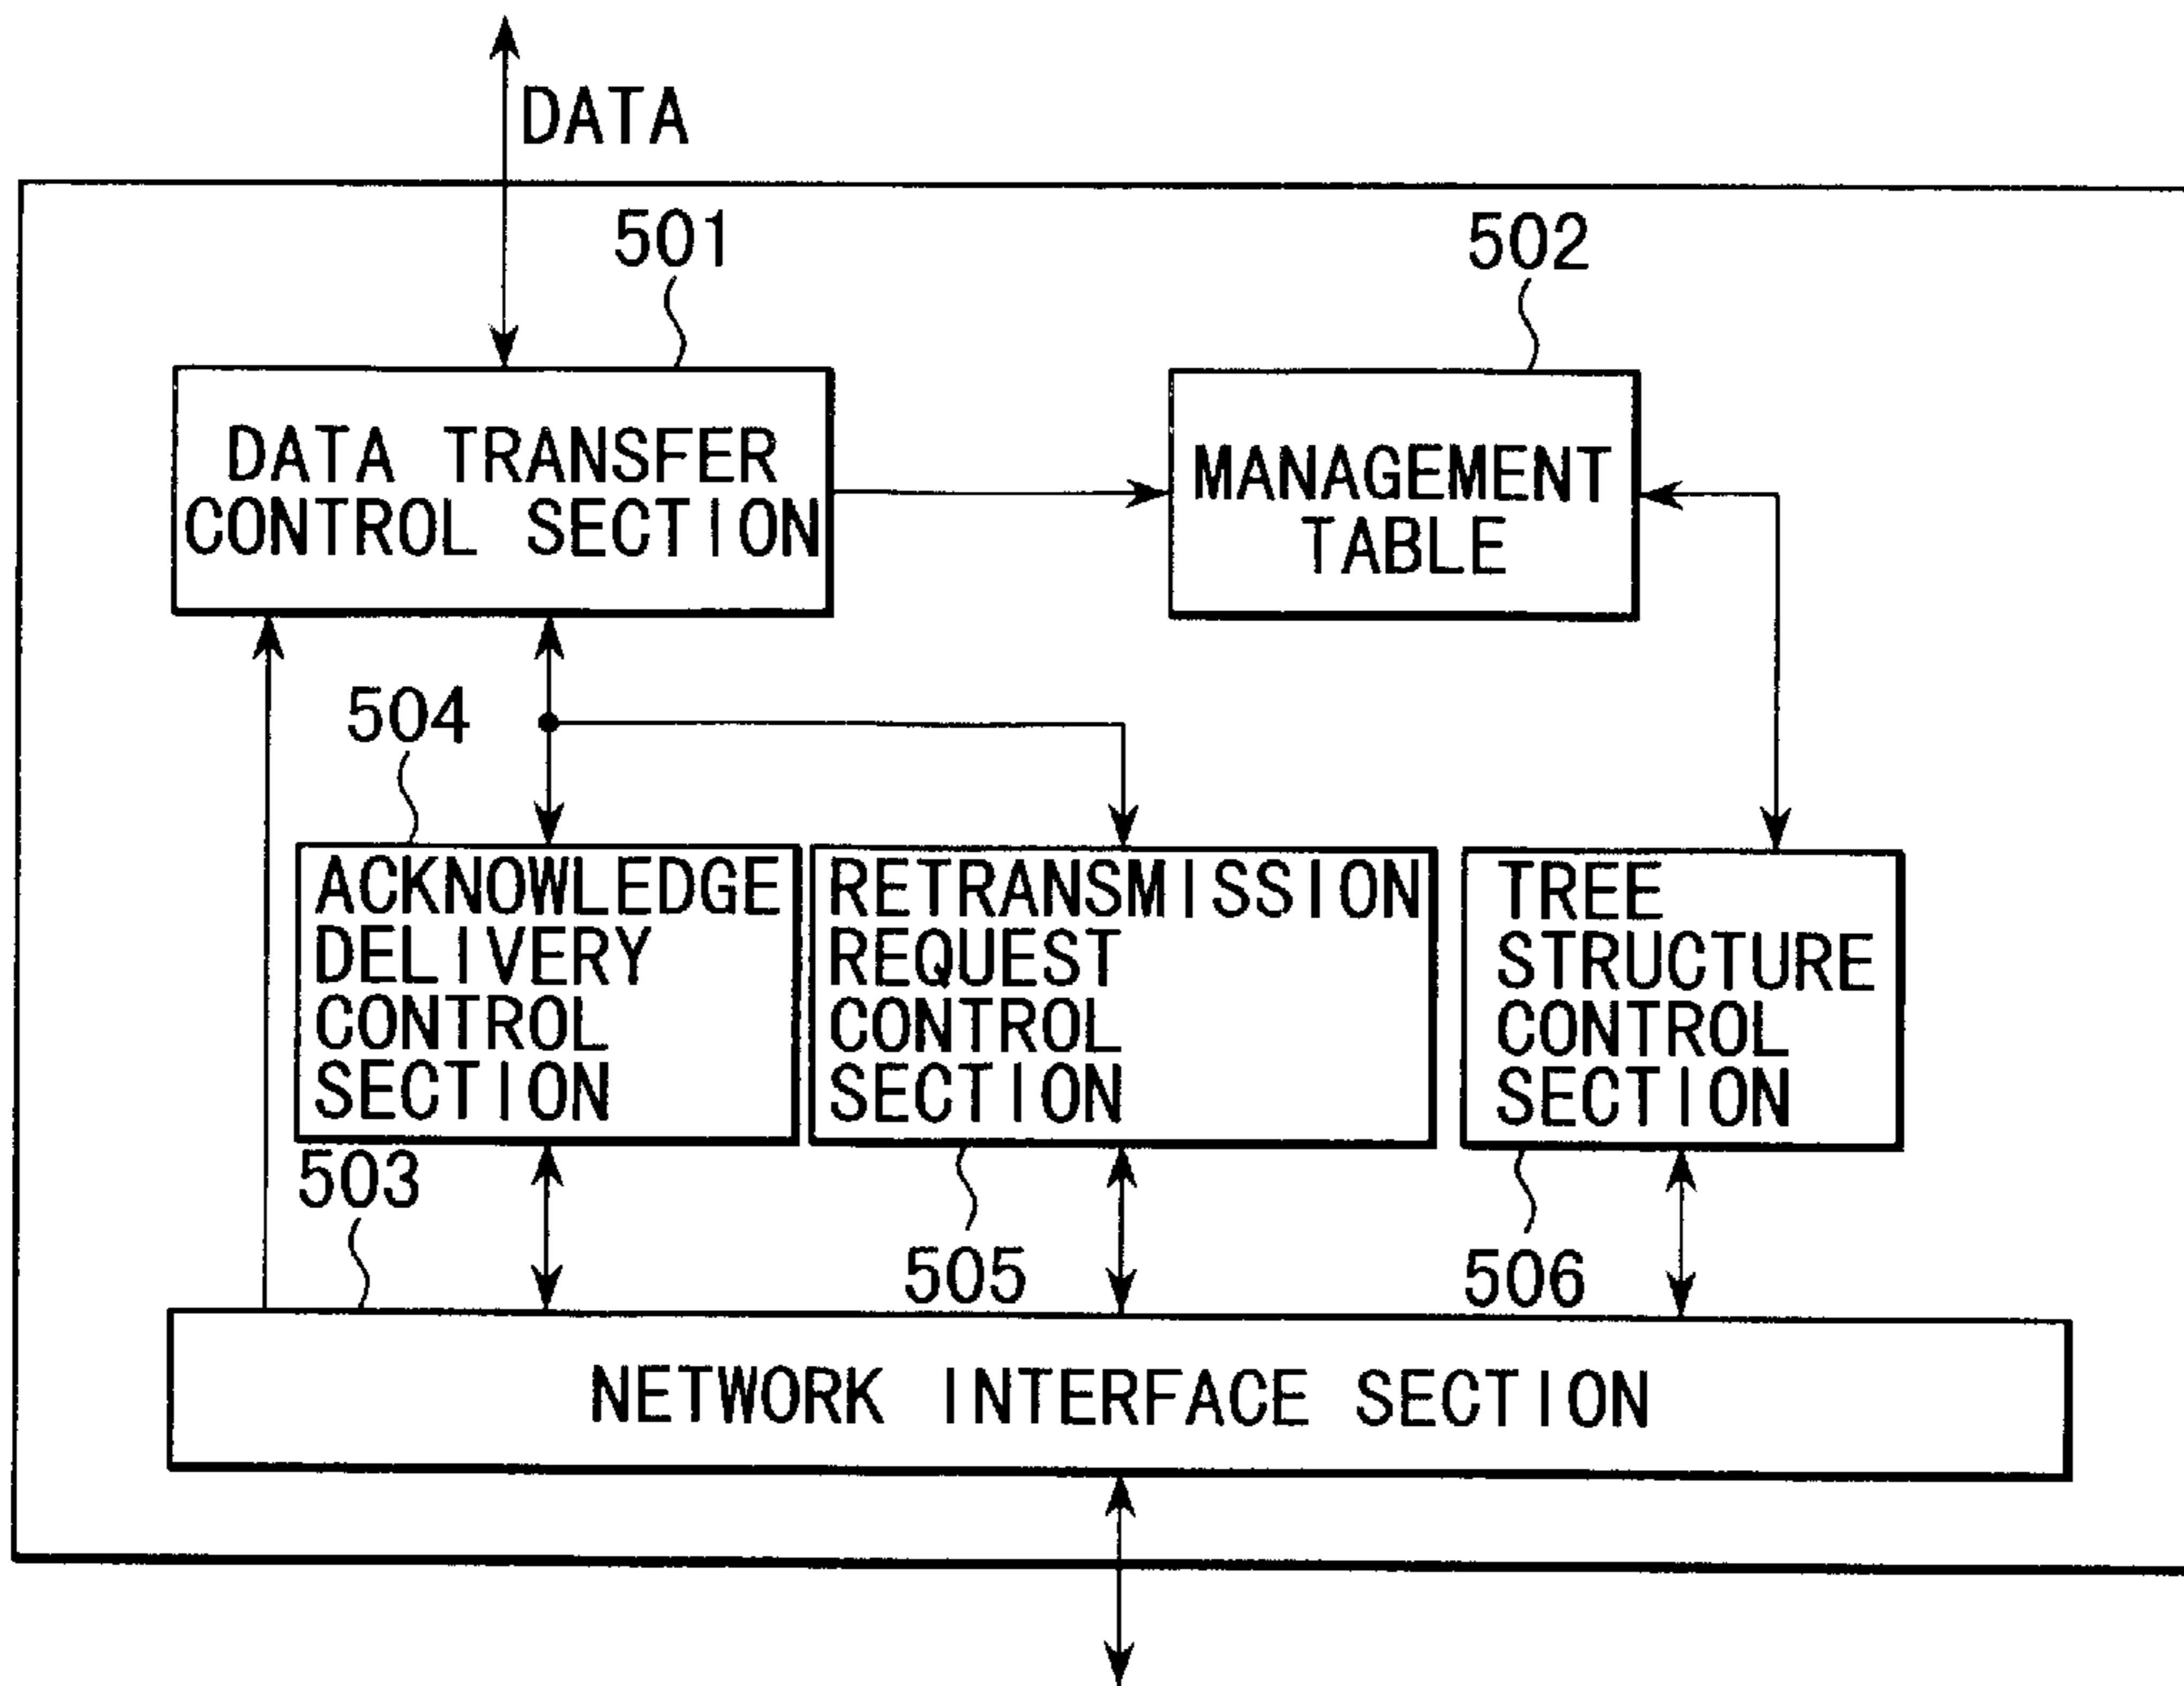 DATA
501
502
DATA TRANSFER
CONTROL SECTION
MANAGEMENT
TABLE
504
ACKNOWLEDGE
DELIVERY
CONTROL
SECTION
RETRANSMISSION
REQUEST
CONTROL
SECTION
TREE
STRUCTURE
CONTROL
SECTION
503
505
506
NETWORK INTERFACE SECTION